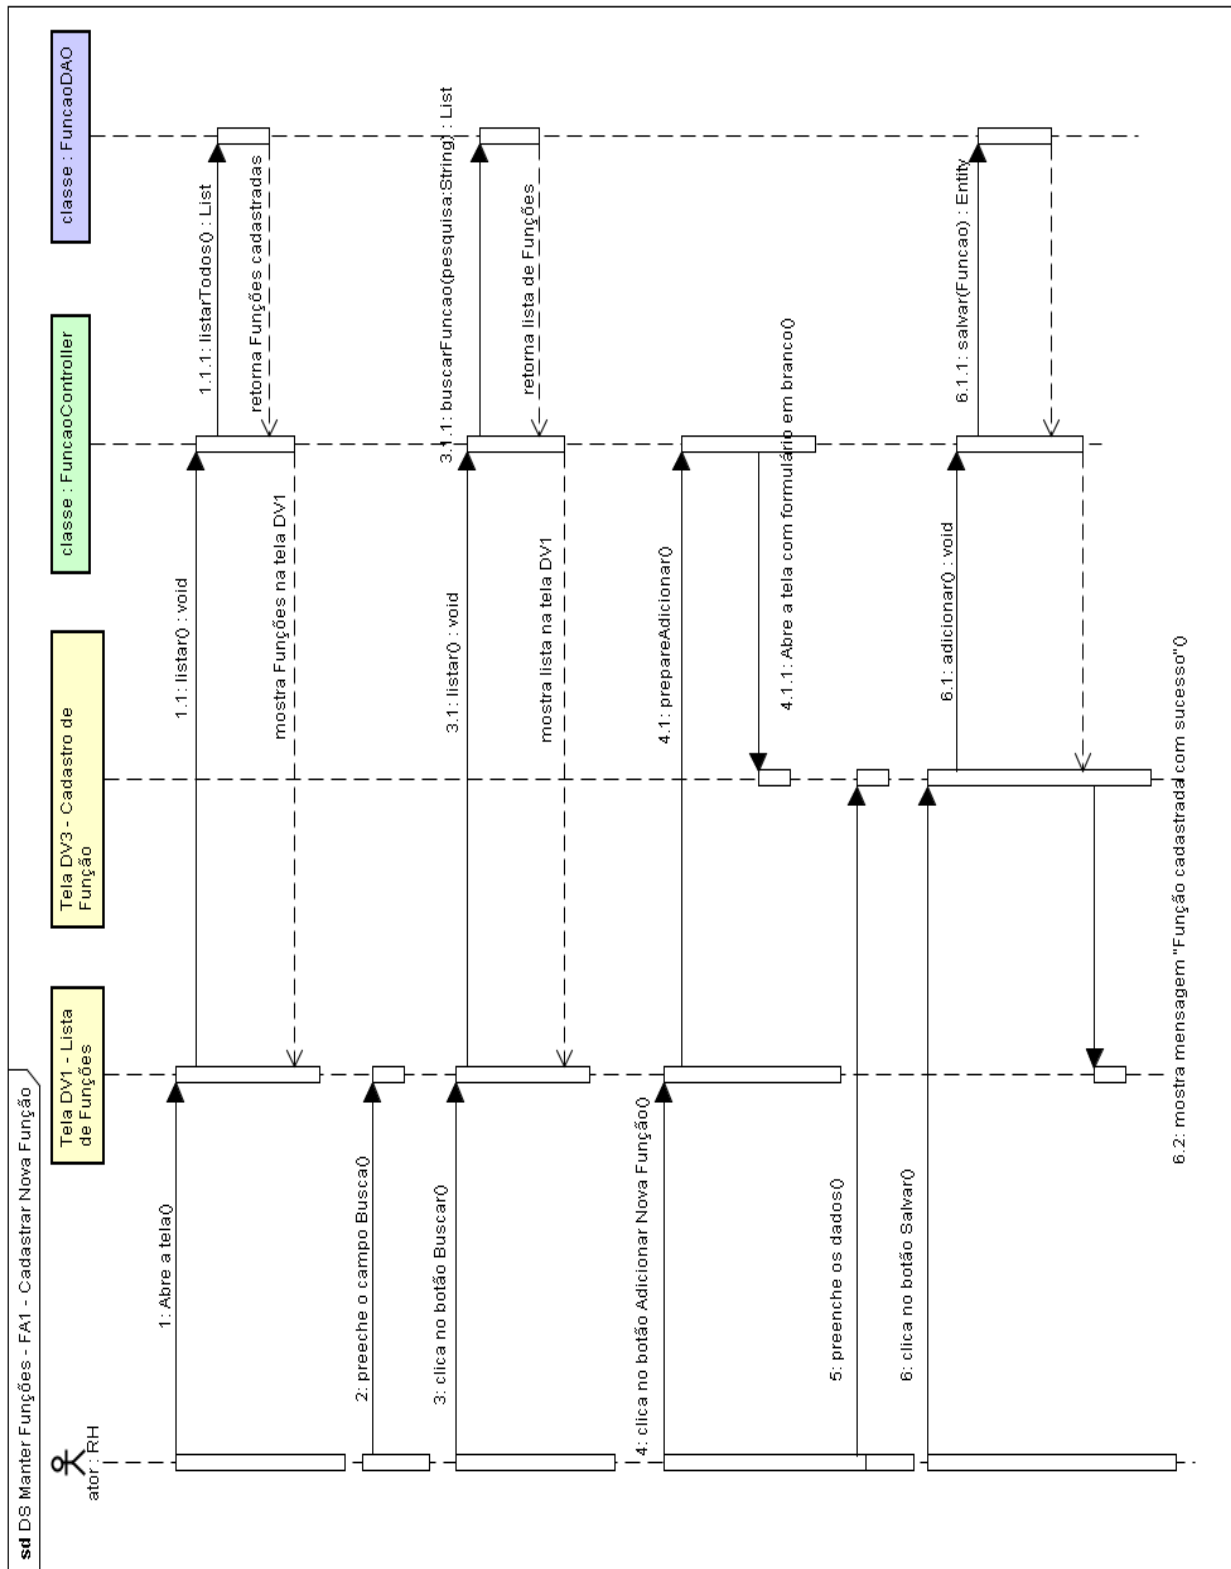 sd DS Manter Funções - FA1 - Cadastrar Nova Função
ator : RH
Tela DV1 - Lista
de Funções
Tela DV3 - Cadastro de
Função
classe : FuncaoController
classe : FuncaoDAO
1: Abre a tela()
1.1: listar() : void
1.1.1: listarTodos() : List
retorna Funções cadastradas
mostra Funções na tela DV1
2: preeche o campo Busca()
3: clica no botão Buscar()
3.1: listar() : void
3.1.1: buscarFuncao(pesquisa:String) : List
retorna lista de Funções
mostra lista na tela DV1
4: clica no botão Adicionar Nova Função()
4.1: prepareAdicionar()
4.1.1: Abre a tela com formulário em branco()
5: preenche os dados()
6: clica no botão Salvar()
6.1: adicionar() : void
6.1.1: salvar(Funcao) : Entity
6.2: mostra mensagem "Função cadastrada com sucesso"()